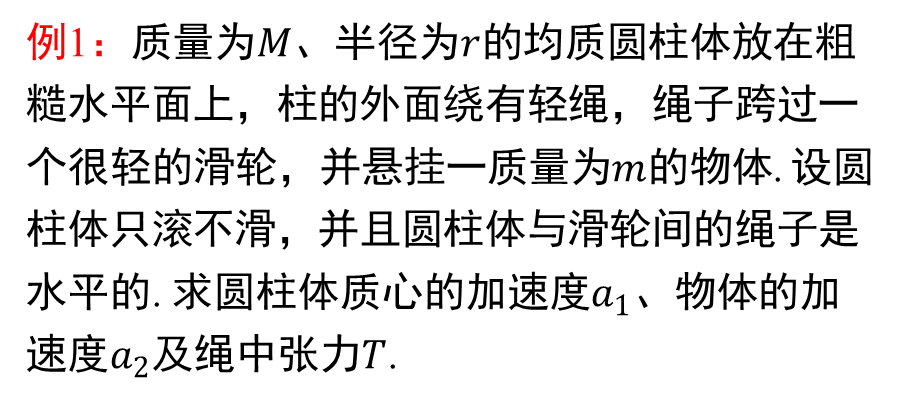 例1：质量为M、半径为r的均质圆柱体放在粗
糙水平面上，柱的外面绕有轻绳，绳子跨过一
个很轻的滑轮，并悬挂一质量为m的物体. 设圆
柱体只滚不滑，并且圆柱体与滑轮间的绳子是
水平的. 求圆柱体质心的加速度a₁、物体的加
速度a₂及绳中张力T.